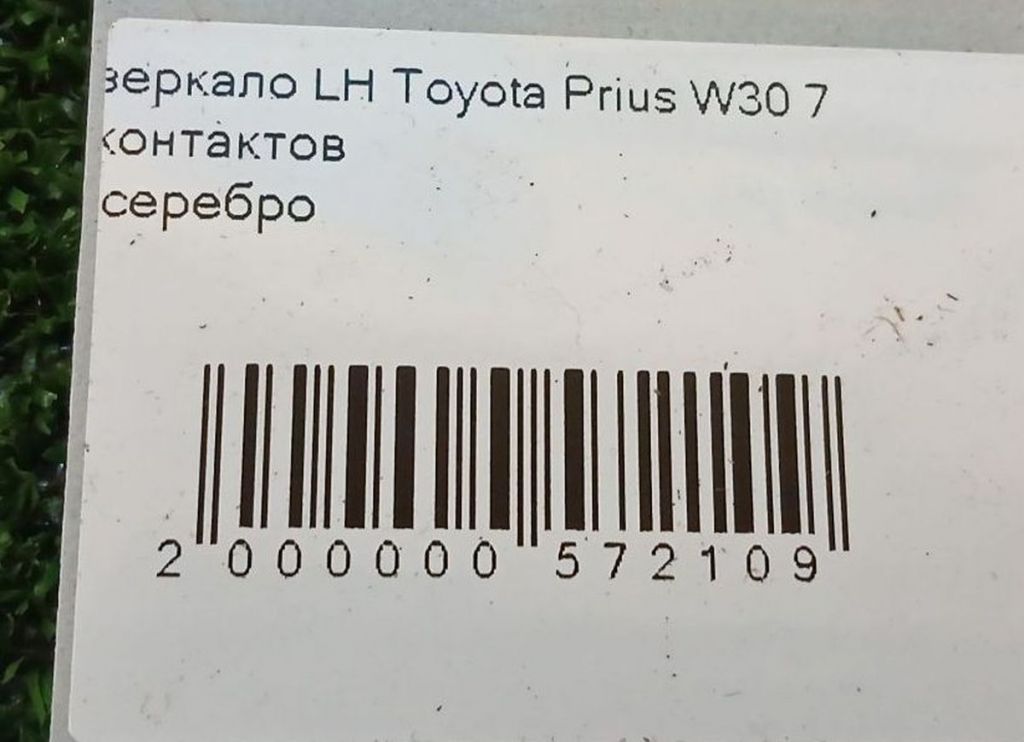 зеркало LH Toyota Prius W30 7
контактов
серебро
2 000000 572109